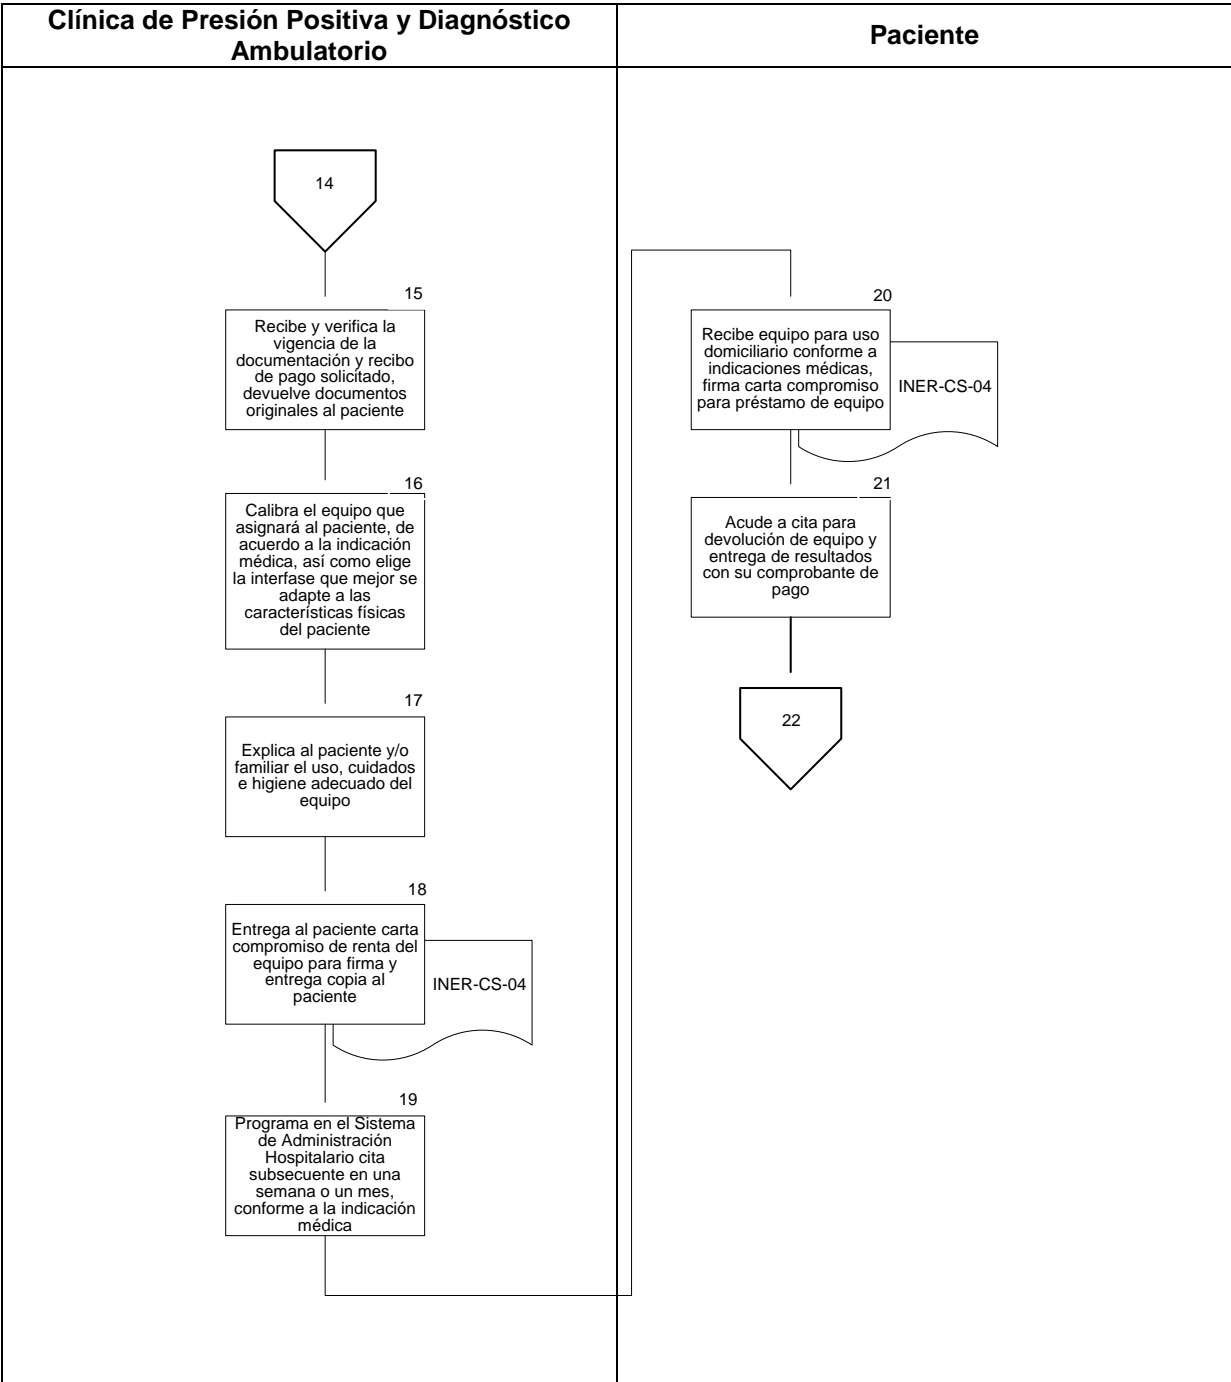 Clínica de Presión Positiva y Diagnóstico
Ambulatorio
Paciente
14
15
Recibe y verifica la
vigencia de la
documentación y recibo
de pago solicitado,
devuelve documentos
originales al paciente
16
Calibra el equipo que
asignará al paciente, de
acuerdo a la indicación
médica, así como elige
la interfase que mejor se
adapte a las
características físicas
del paciente
17
Explica al paciente y/o
familiar el uso, cuidados
e higiene adecuado del
equipo
18
Entrega al paciente carta
compromiso de renta del
equipo para firma y
entrega copia al
paciente
INER-CS-04
19
Programa en el Sistema
de Administración
Hospitalario cita
subsecuente en una
semana o un mes,
conforme a la indicación
médica
20
Recibe equipo para uso
domiciliario conforme a
indicaciones médicas,
firma carta compromiso
para préstamo de equipo
INER-CS-04
21
Acude a cita para
devolución de equipo y
entrega de resultados
con su comprobante de
pago
22